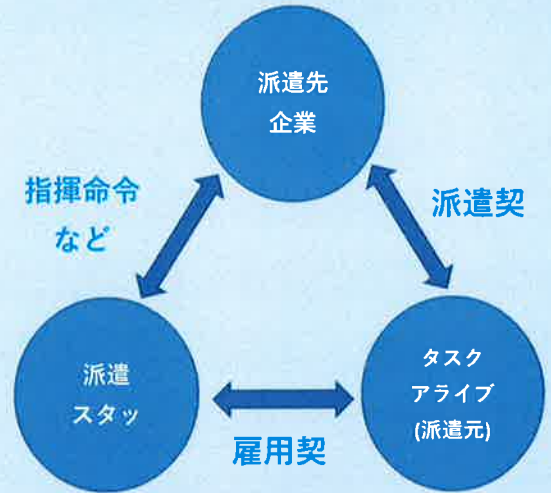 派遣先
企業
指揮命令
など
派遣契
派遣
スタッ
タスク
アライブ
(派遣元)
雇用契